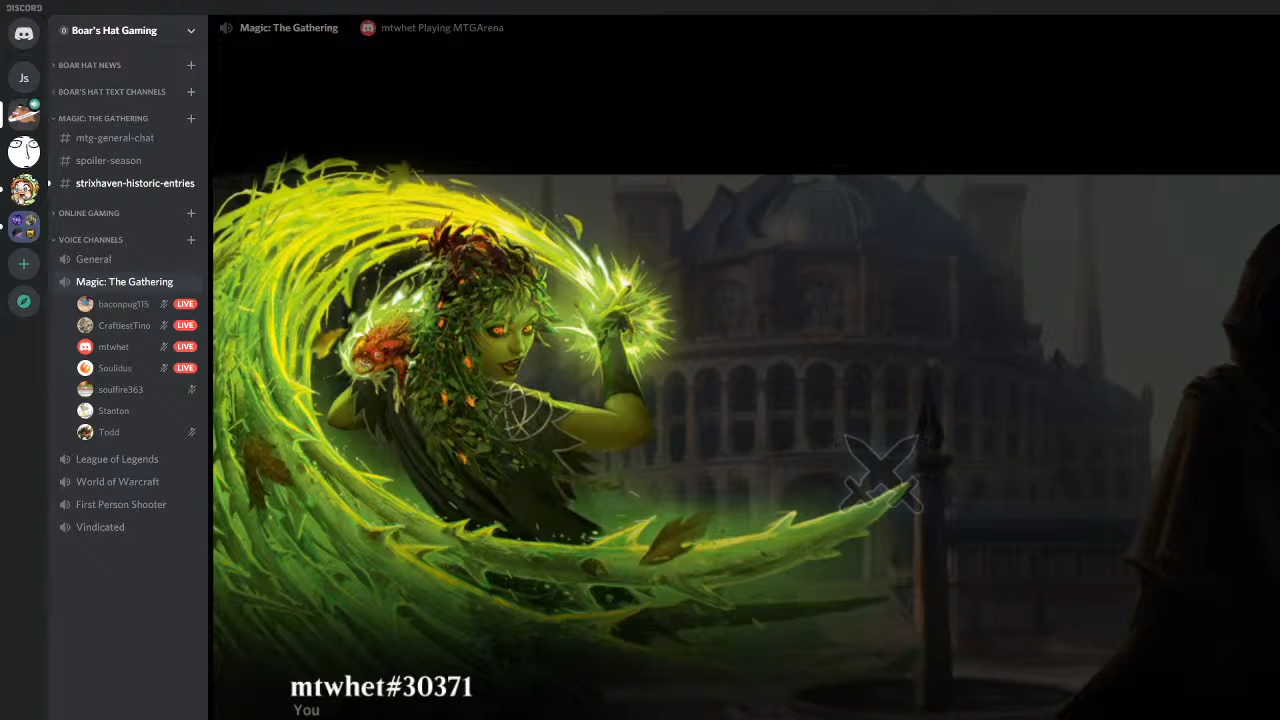 DISCORD
Boar's Hat Gaming
Magic: The Gathering
mtwhet Playing MTGArena
BOAR HAT NEWS
Js
BOAR'S HAT TEXT CHANNELS
MAGIC: THE GATHERING
mtg-general-chat
spoiler-season
strixhaven-historic-entries
ONLINE GAMING
VOICE CHANNELS
General
Magic: The Gathering
baconpug115 LIVE
CraftiestTino LIVE
mtwhet LIVE
Soulidus LIVE
soulfire363
Stanton
Todd
League of Legends
World of Warcraft
First Person Shooter
Vindicated
mtwhet#30371
You